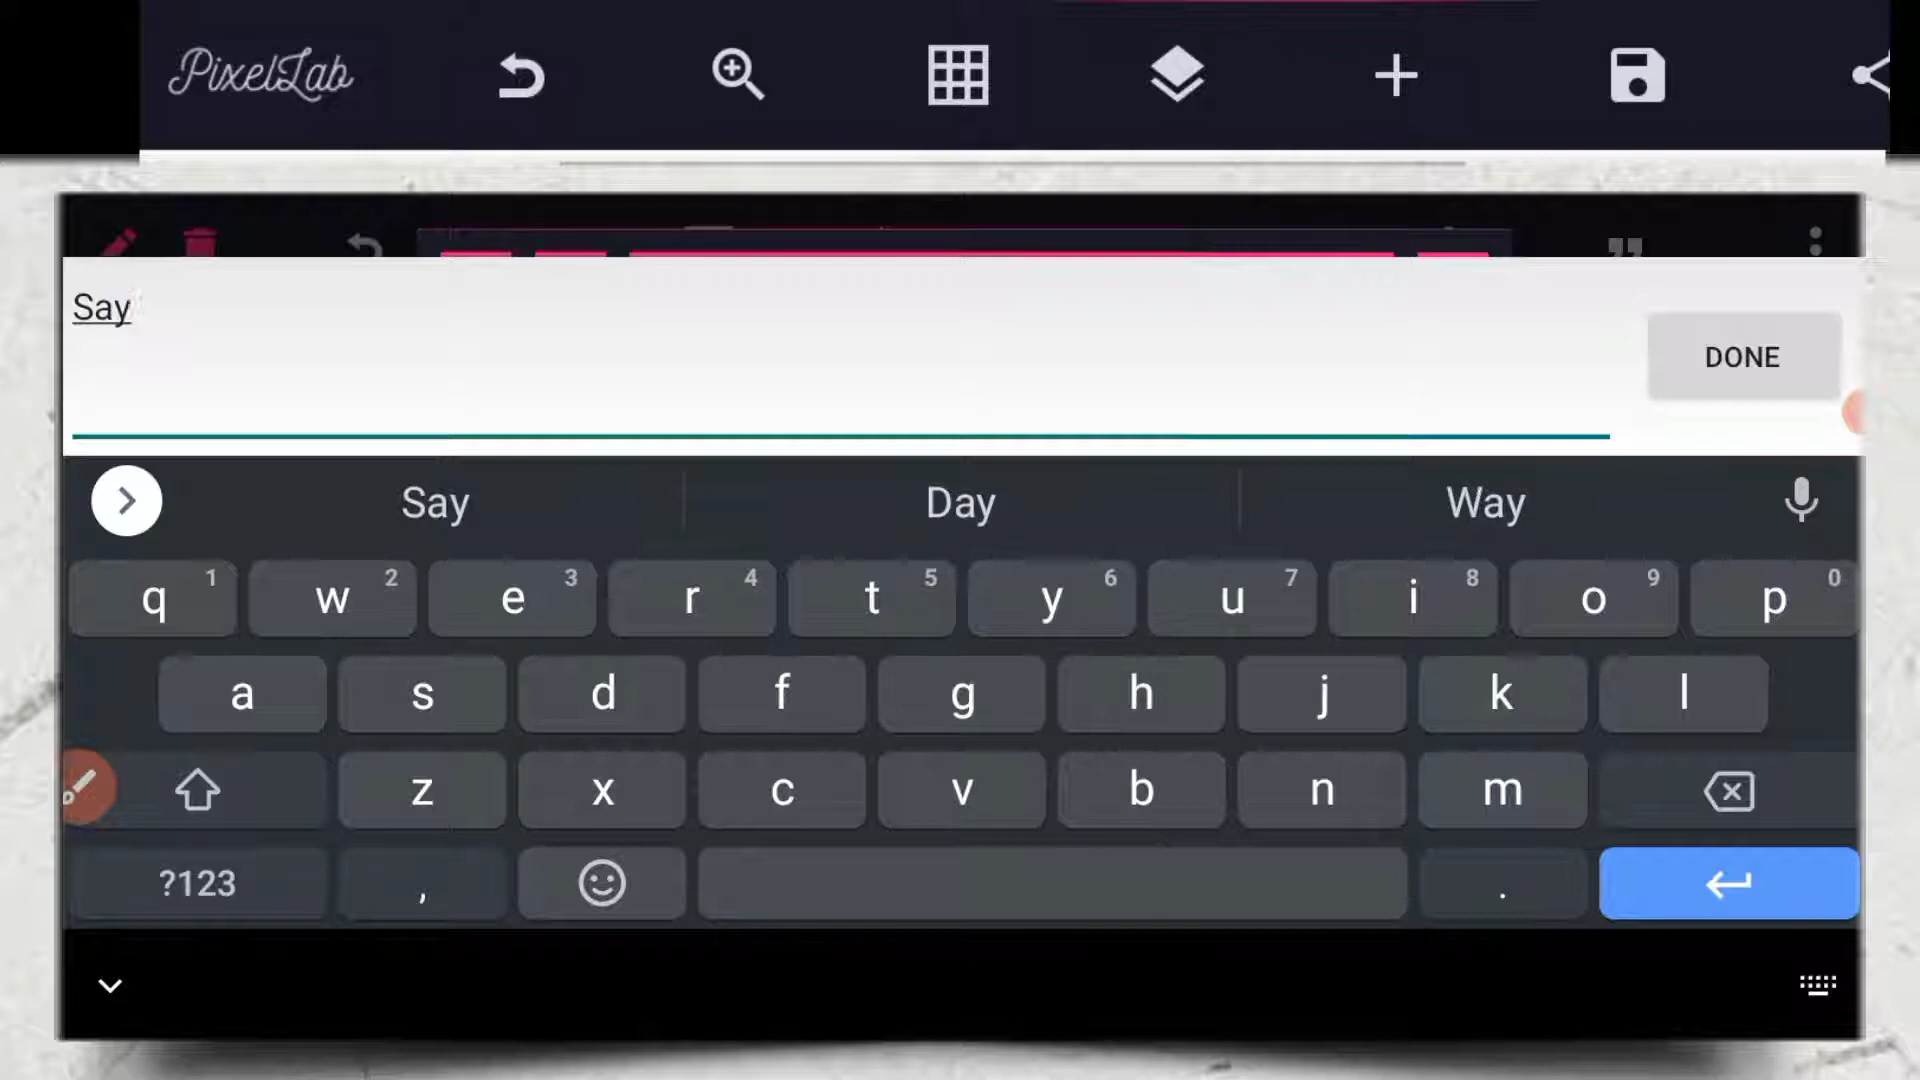 PixelLab
Say
DONE
Say Day Way
q 1 w 2 e 3 r 4 t 5 y 6 u 7 i 8 o 9 p 0
a s d f g h j k l
z x c v b n m
?123 , .